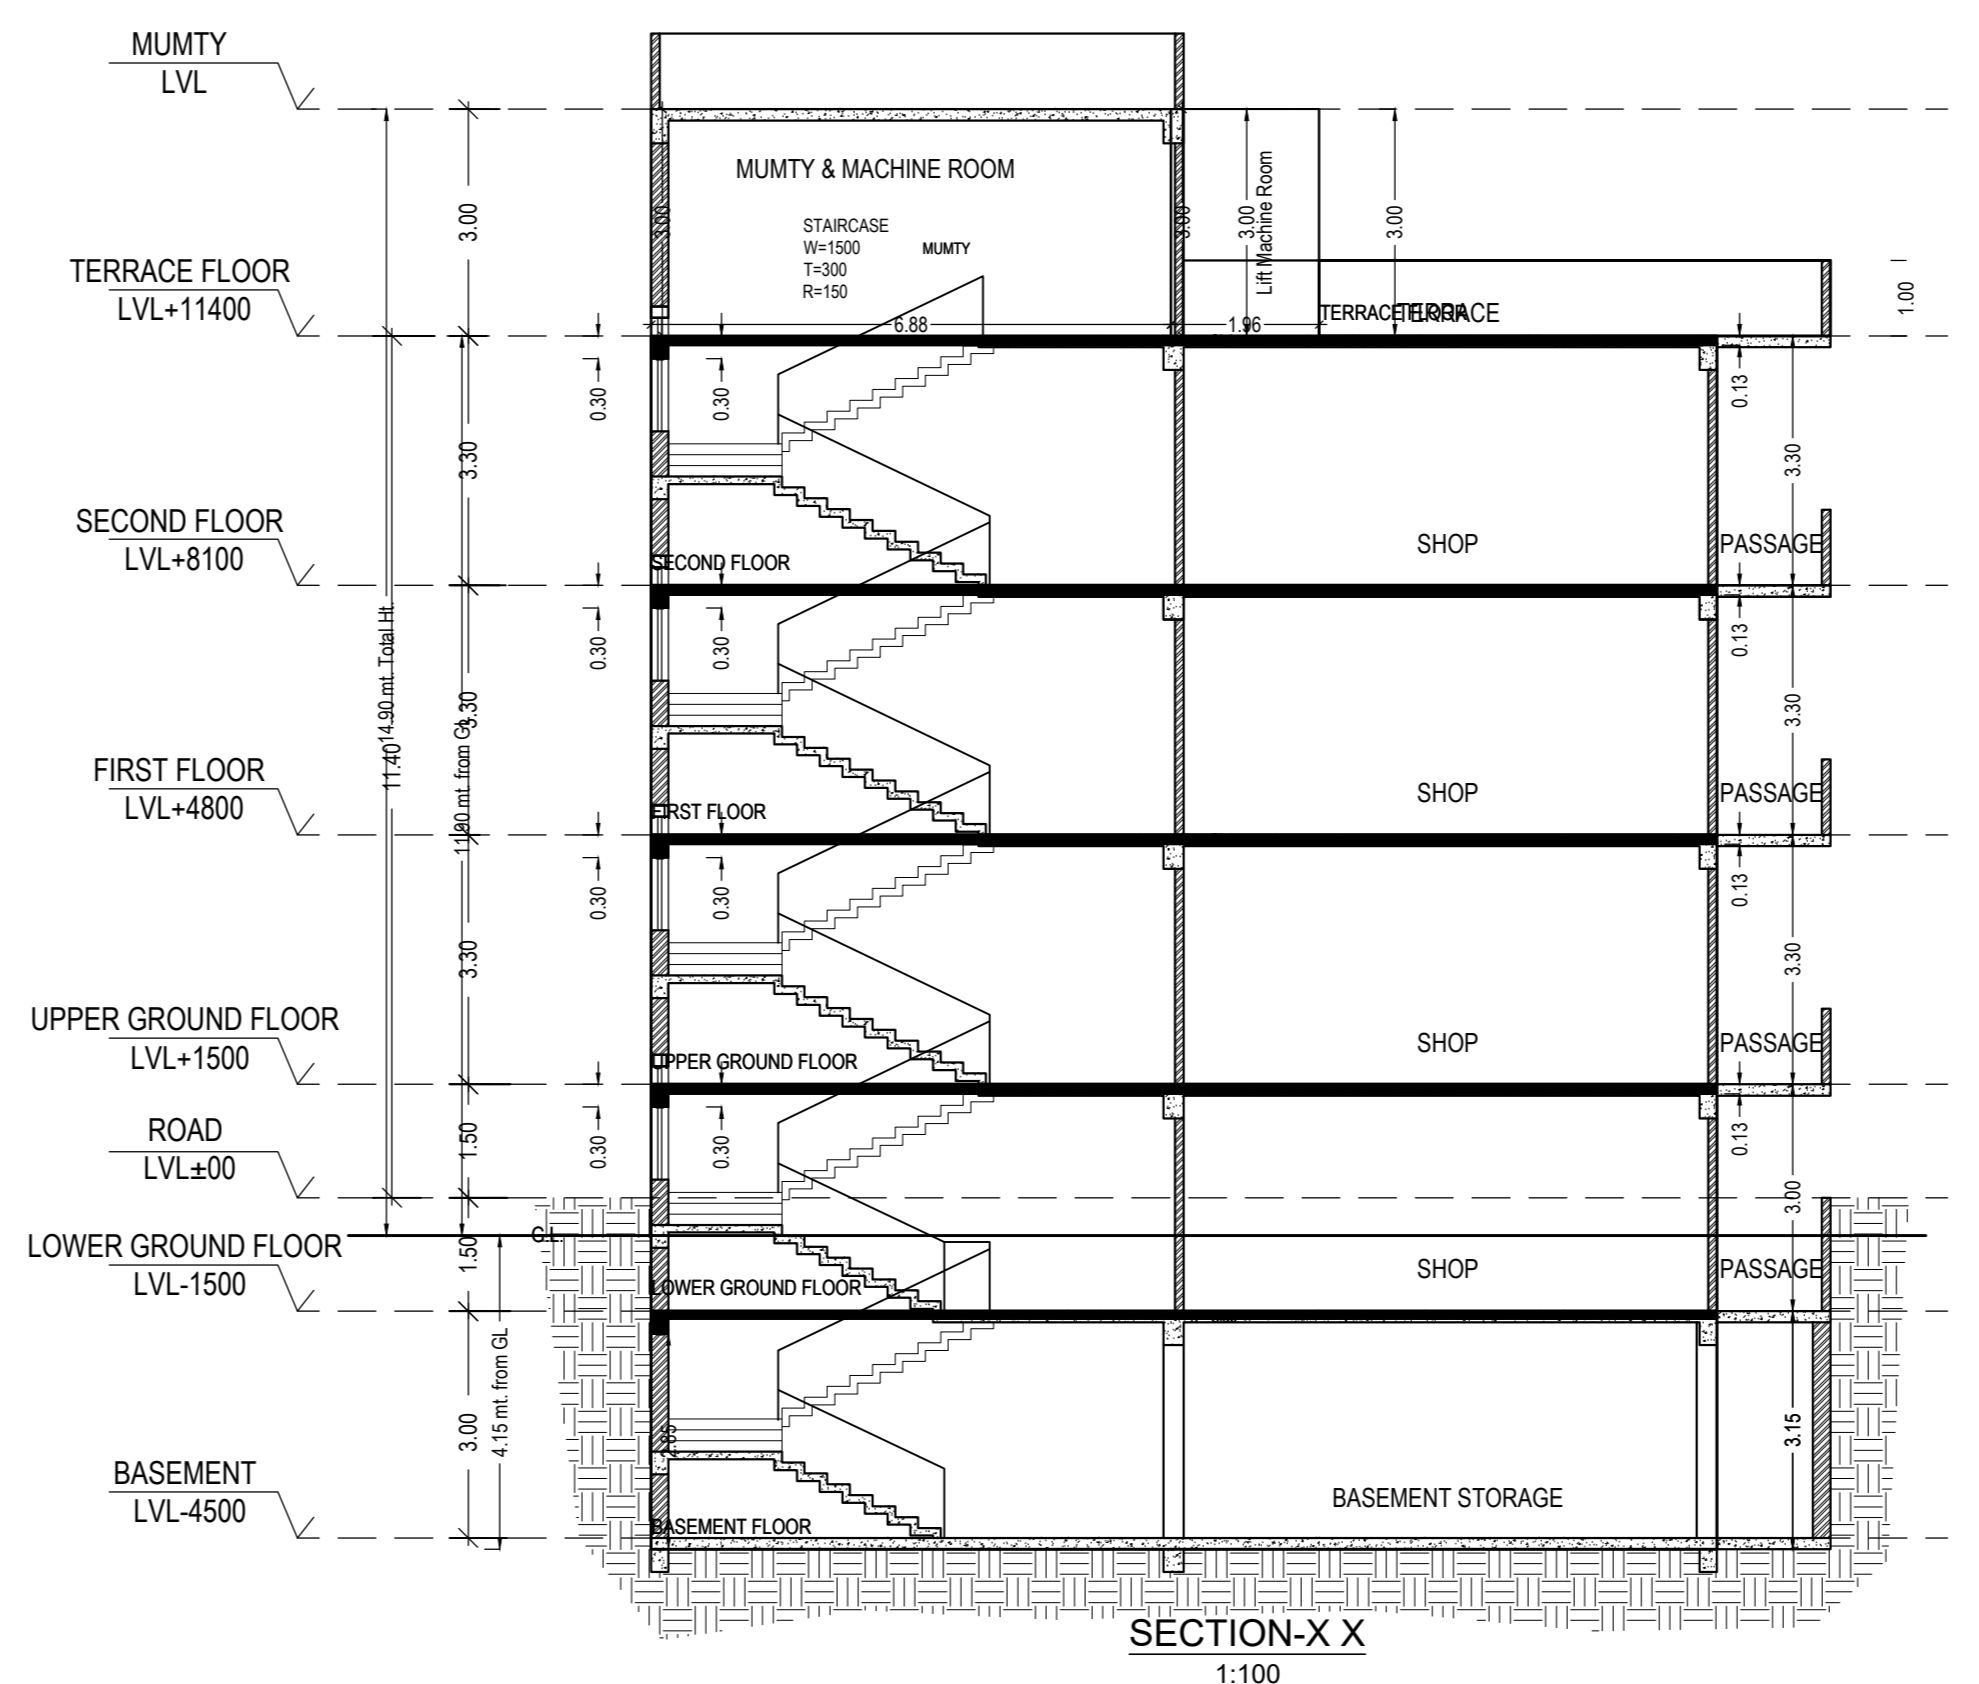 MUMTY
LVL
MUMTY & MACHINE ROOM
STAIRCASE
W=1500
T=300
R=150
MUMTY
3.00
3.00
3.00
3.00
Lift Machine Room
3.00
TERRACE FLOOR
LVL+11400
6.88
1.96
TERRACE FLOOR
TERRACE
1.00
0.30
0.30
0.13
3.30
3.30
SECOND FLOOR
LVL+8100
SECOND FLOOR
SHOP
PASSAGE
0.30
0.30
0.13
14.90 mt. Total Ht.
11.40
11.90 mt. from GL
3.30
3.30
FIRST FLOOR
LVL+4800
FIRST FLOOR
SHOP
PASSAGE
0.30
0.30
0.13
3.30
3.30
UPPER GROUND FLOOR
LVL+1500
UPPER GROUND FLOOR
SHOP
PASSAGE
ROAD
LVL±00
1.50
0.30
0.30
0.13
3.00
G.L.
LOWER GROUND FLOOR
LVL-1500
1.50
LOWER GROUND FLOOR
SHOP
PASSAGE
3.00
4.15 mt. from GL
2.85
3.15
BASEMENT
LVL-4500
BASEMENT FLOOR
BASEMENT STORAGE
SECTION-X X
1:100